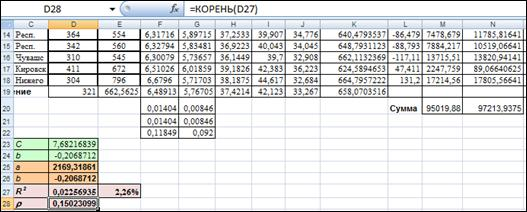 D28 fx =КОРЕНЬ(D27)
C D E F G H I J K L M N
14 Респ. 364 554 6,31716 5,89715 37,2533 39,907 34,776 640,4793537 -86,479 7478,679 11785,81641
15 Респ. 342 560 6,32794 5,83481 36,9223 40,043 34,045 648,7931123 -88,793 7884,2217 10519,06641
16 Чуваше 310 545 6,30079 5,73657 36,1449 39,7 32,908 662,1132369 -117,11 13715,51 13820,94141
17 Кировск 411 672 6,51026 6,01859 39,1826 42,383 36,223 624,5894653 47,411 2247,759 89,06640625
18 Нижего 304 796 6,6796 5,71703 38,1875 44,617 32,684 664,7957222 131,2 17214,56 17805,56641
19 ение 321 662,5625 6,48913 5,76705 37,4214 42,123 33,267 658,0703516
20 0,01404 0,00846 Сумма 95019,88 97213,9375
21 0,01404 0,00846
22 0,11849 0,092
23 C 7,68216839
24 b -0,2068712
25 a 2169,31861
26 b -0,2068712
27 R² 0,02256935 2,26%
28 ρ 0,15023099